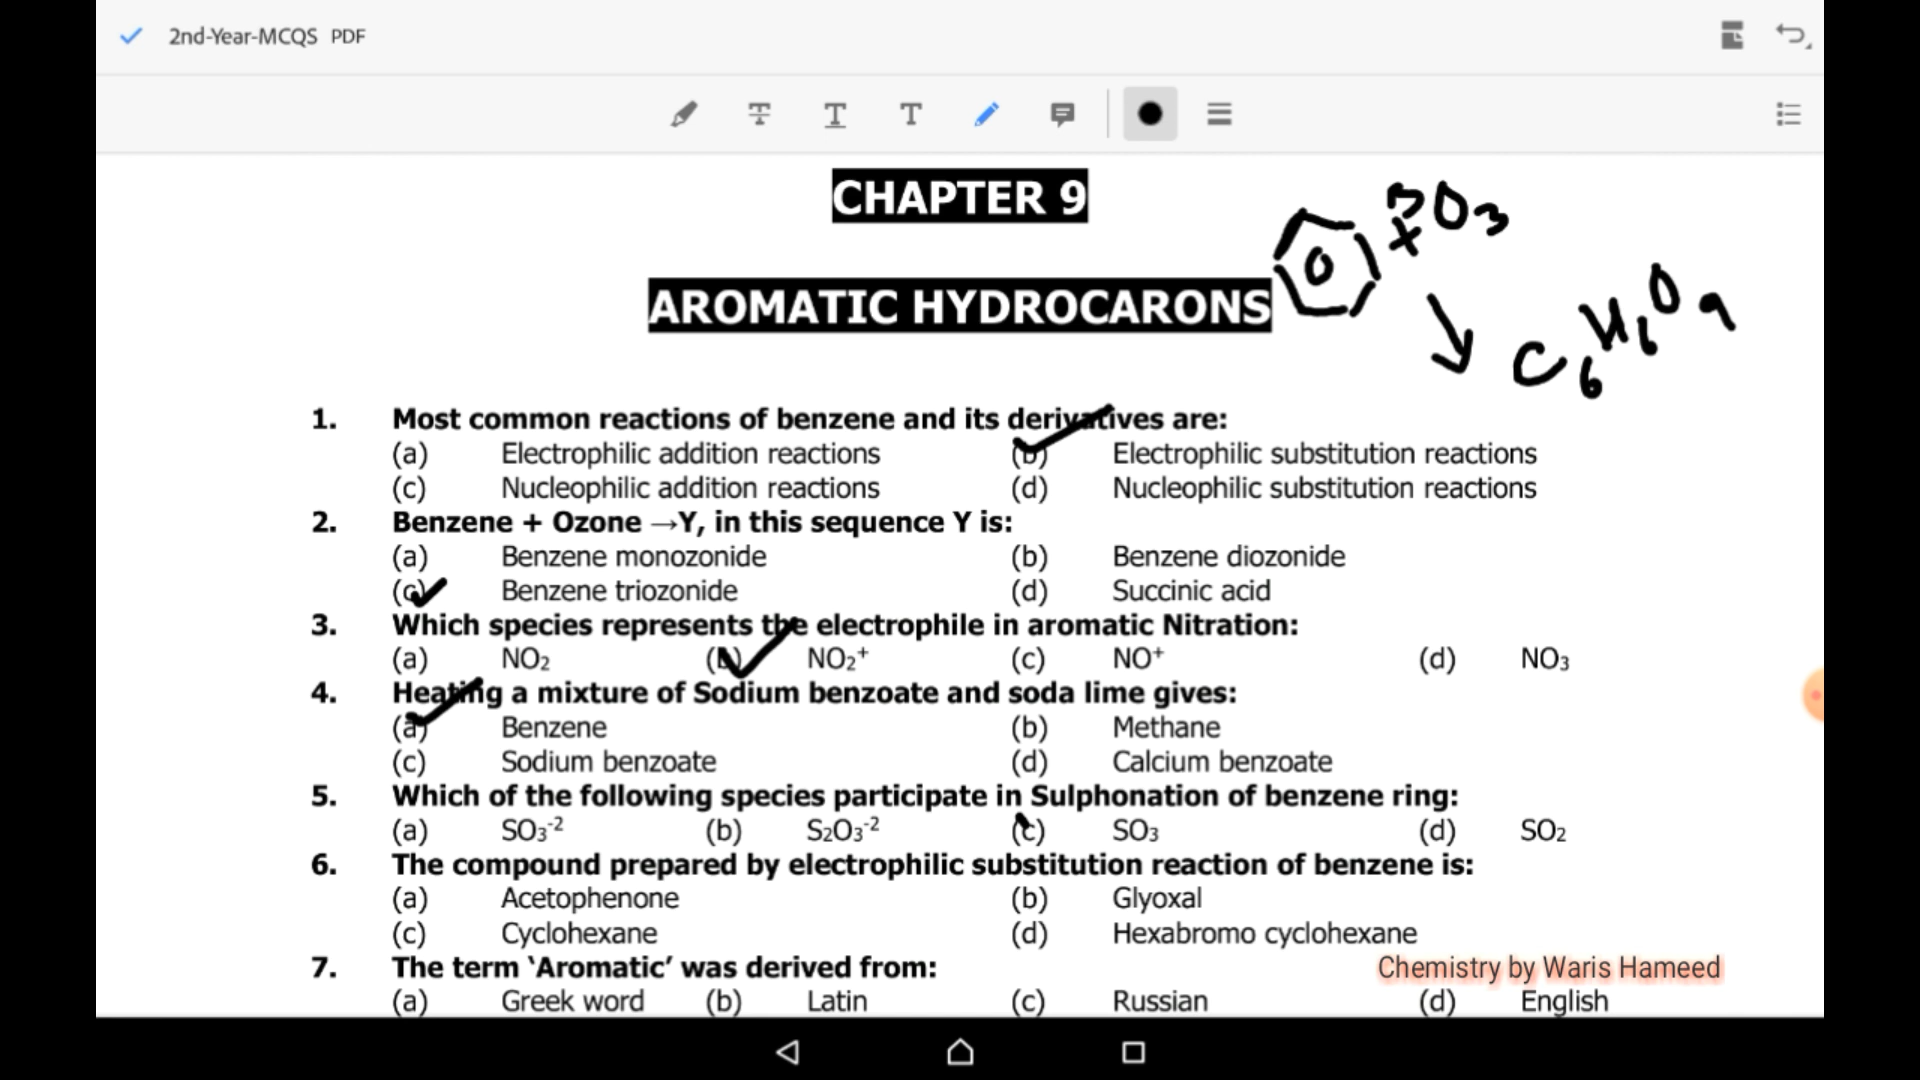 2nd-Year-MCQS PDF
CHAPTER 9
3O3
+
O
AROMATIC HYDROCARONS
C6H6O9
1. Most common reactions of benzene and its derivatives are:
(a) Electrophilic addition reactions (b) Electrophilic substitution reactions
(c) Nucleophilic addition reactions (d) Nucleophilic substitution reactions
2. Benzene + Ozone →Y, in this sequence Y is:
(a) Benzene monozonide (b) Benzene diozonide
(c) Benzene triozonide (d) Succinic acid
3. Which species represents the electrophile in aromatic Nitration:
(a) NO2 (b) NO2+ (c) NO+ (d) NO3
4. Heating a mixture of Sodium benzoate and soda lime gives:
(a) Benzene (b) Methane
(c) Sodium benzoate (d) Calcium benzoate
5. Which of the following species participate in Sulphonation of benzene ring:
(a) SO3-2 (b) S2O3-2 (c) SO3 (d) SO2
6. The compound prepared by electrophilic substitution reaction of benzene is:
(a) Acetophenone (b) Glyoxal
(c) Cyclohexane (d) Hexabromo cyclohexane
7. The term ‘Aromatic’ was derived from:
Chemistry by Waris Hameed
(a) Greek word (b) Latin (c) Russian (d) English